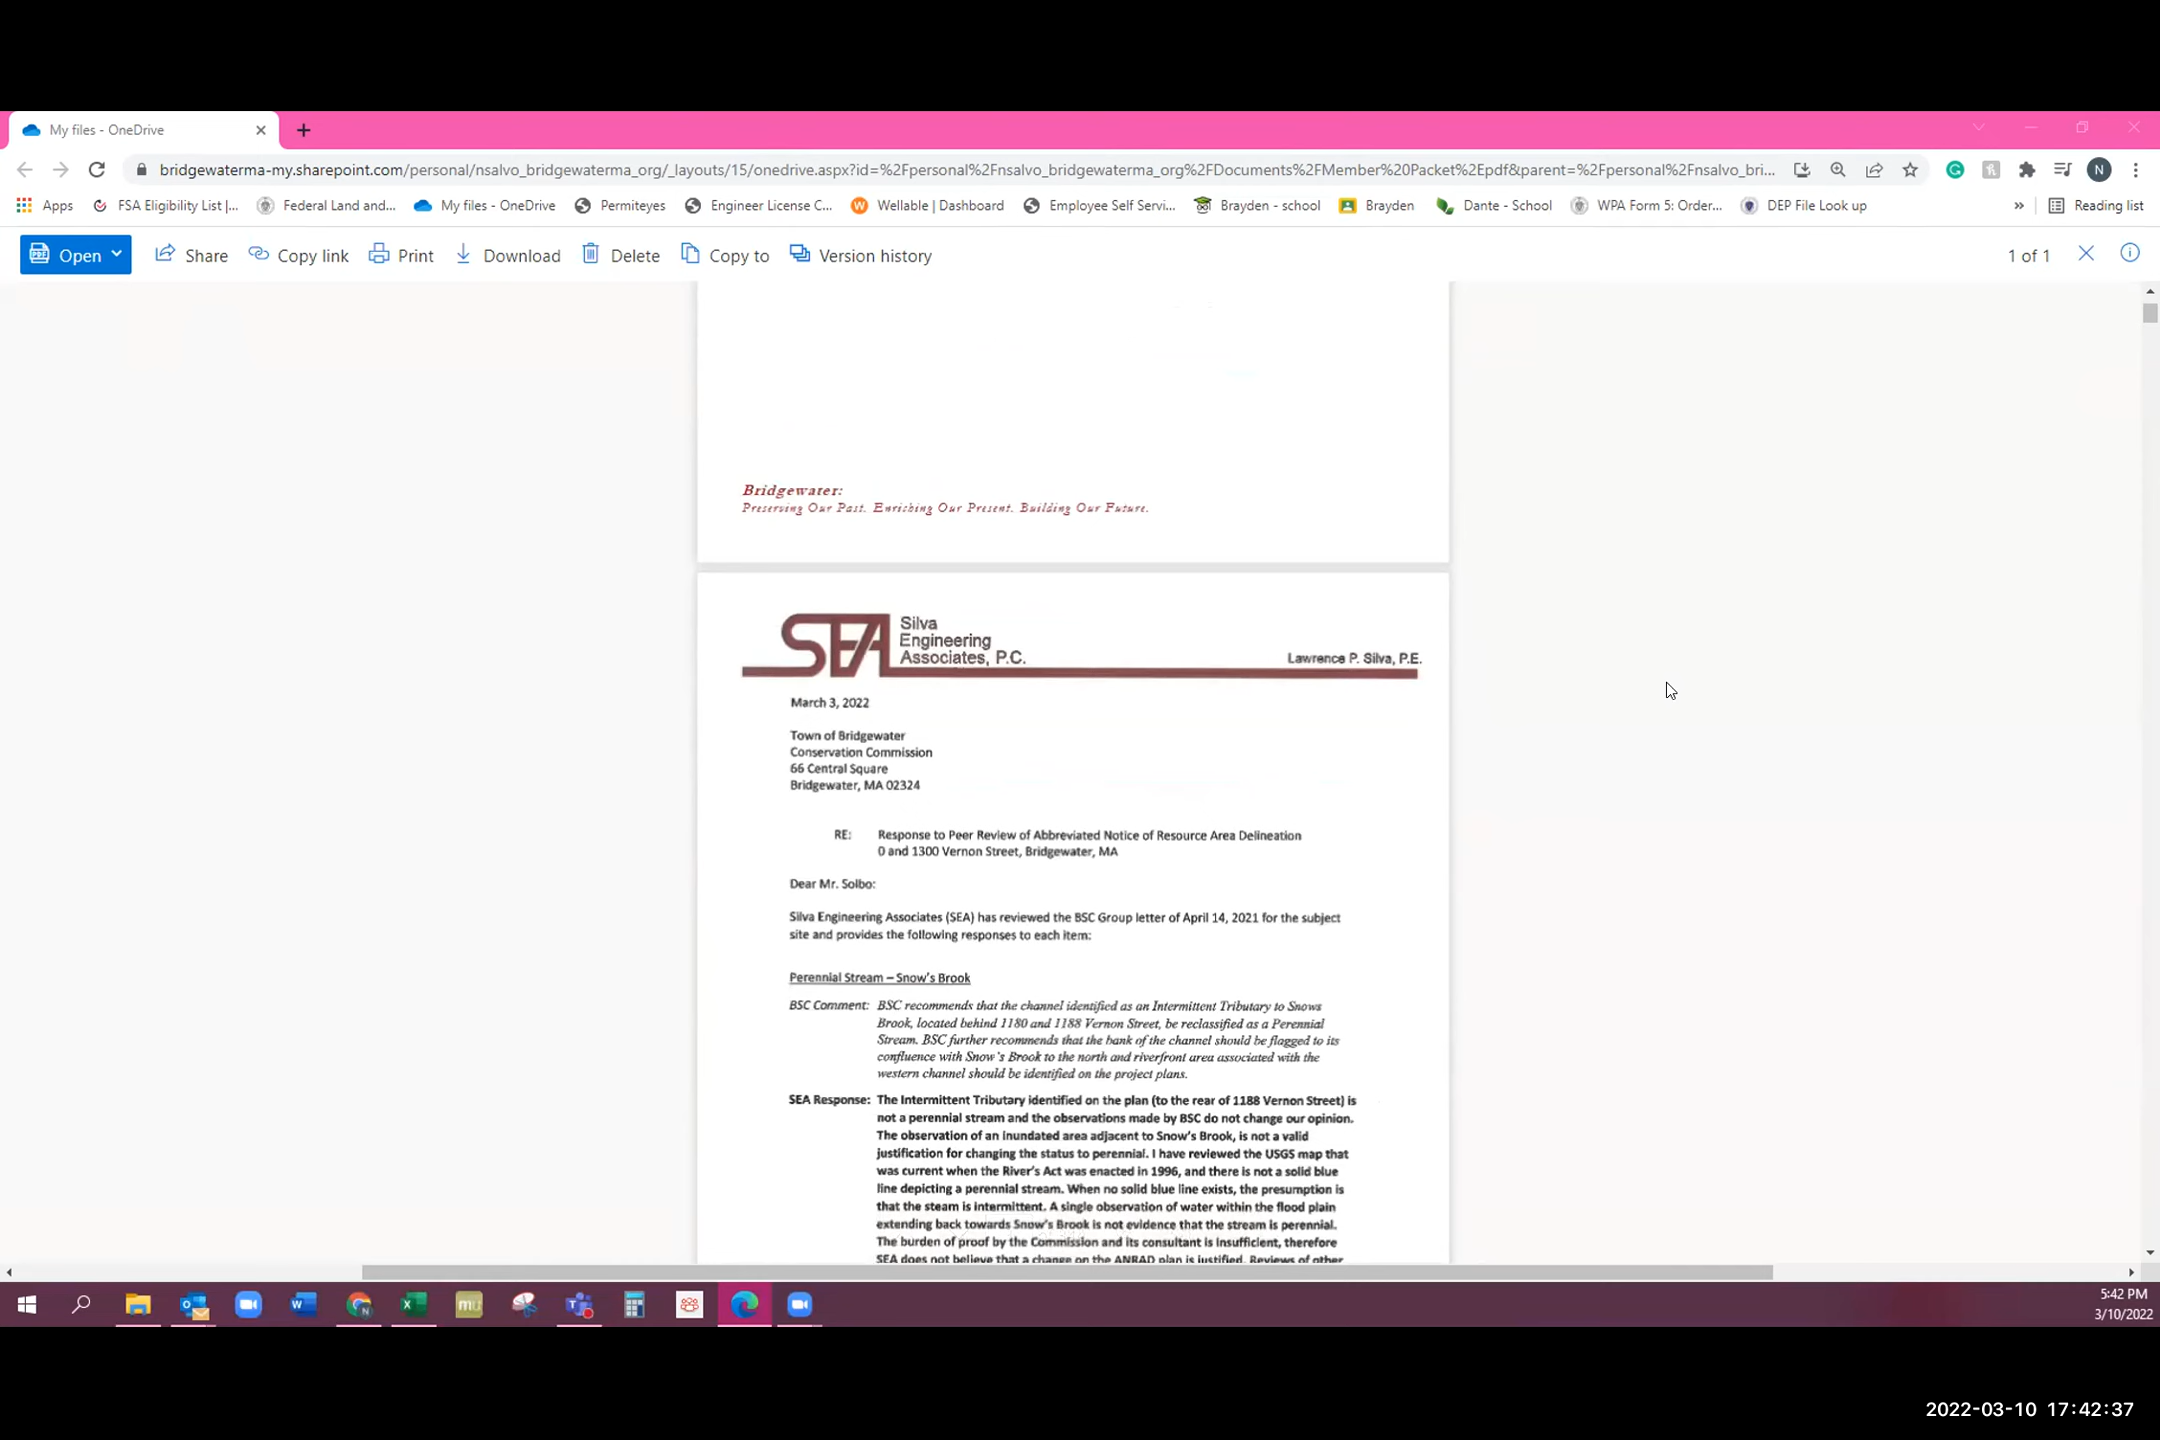 My files - OneDrive
bridgewaterma-my.sharepoint.com/personal/nsalvo_bridgewaterma_org/_layouts/15/onedrive.aspx?id=%2Fpersonal%2Fnsalvo_bridgewaterma_org%2FDocuments%2FMember%20Packet%2Epdf&parent=%2Fpersonal%2Fnsalvo_bri...
N
Apps FSA Eligibility List |... Federal Land and... My files - OneDrive Permiteyes Engineer License C... Wellable | Dashboard Employee Self Servi... Brayden - school Brayden Dante - School WPA Form 5: Order... DEP File Look up » Reading list
Open Share Copy link Print Download Delete Copy to Version history 1 of 1
Bridgewater:
Preserving Our Past. Enriching Our Present. Building Our Future.
SEA
Silva
Engineering
Associates, P.C.
Lawrence P. Silva, P.E.
March 3, 2022
Town of Bridgewater
Conservation Commission
66 Central Square
Bridgewater, MA 02324
RE: Response to Peer Review of Abbreviated Notice of Resource Area Delineation
0 and 1300 Vernon Street, Bridgewater, MA
Dear Mr. Solbo:
Silva Engineering Associates (SEA) has reviewed the BSC Group letter of April 14, 2021 for the subject
site and provides the following responses to each item:
Perennial Stream – Snow's Brook
BSC Comment: BSC recommends that the channel identified as an Intermittent Tributary to Snows
Brook, located behind 1180 and 1188 Vernon Street, be reclassified as a Perennial
Stream. BSC further recommends that the bank of the channel should be flagged to its
confluence with Snow's Brook to the north and riverfront area associated with the
western channel should be identified on the project plans.
SEA Response: The Intermittent Tributary identified on the plan (to the rear of 1188 Vernon Street) is
not a perennial stream and the observations made by BSC do not change our opinion.
The observation of an inundated area adjacent to Snow's Brook, is not a valid
justification for changing the status to perennial. I have reviewed the USGS map that
was current when the River's Act was enacted in 1996, and there is not a solid blue
line depicting a perennial stream. When no solid blue line exists, the presumption is
that the steam is intermittent. A single observation of water within the flood plain
extending back towards Snow's Brook is not evidence that the stream is perennial.
The burden of proof by the Commission and its consultant is insufficient, therefore
SEA does not believe that a change on the ANRAD plan is justified. Reviews of other
5:42 PM
3/10/2022
2022-03-10 17:42:37